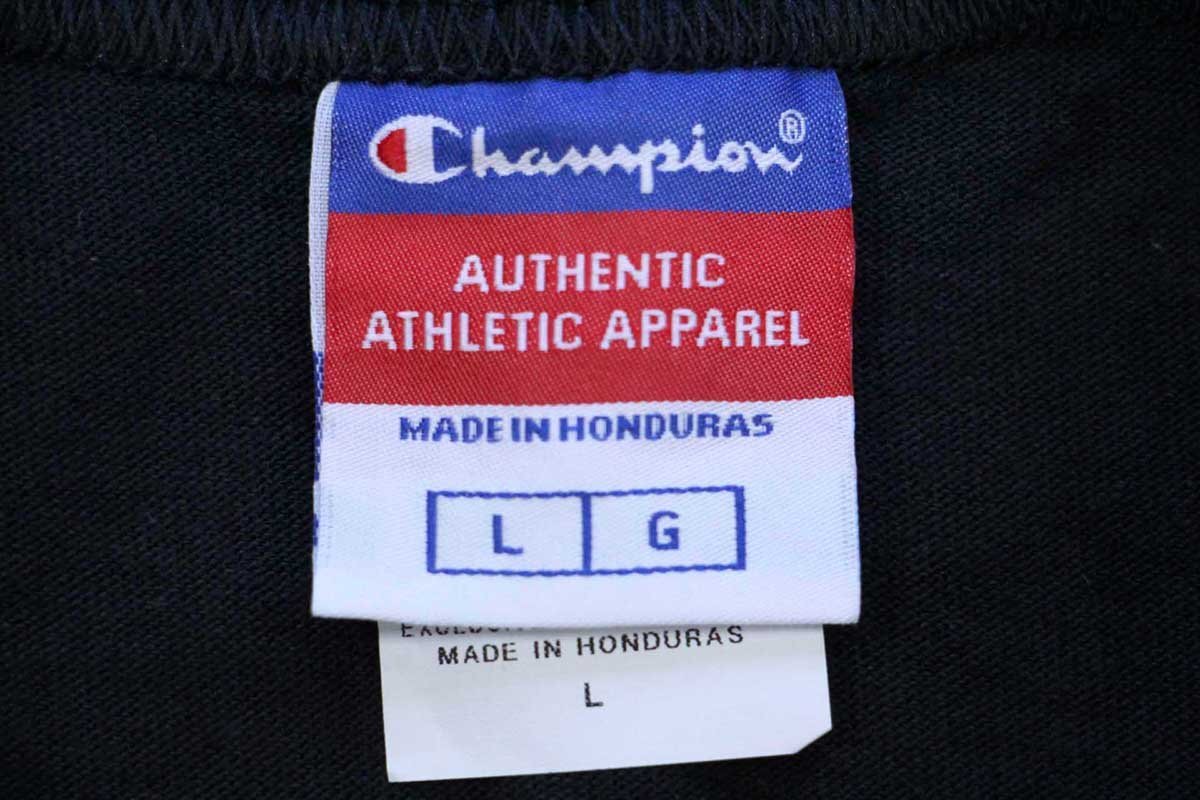 Champion®
AUTHENTIC
ATHLETIC APPAREL
MADE IN HONDURAS
L G
MADE IN HONDURAS
L